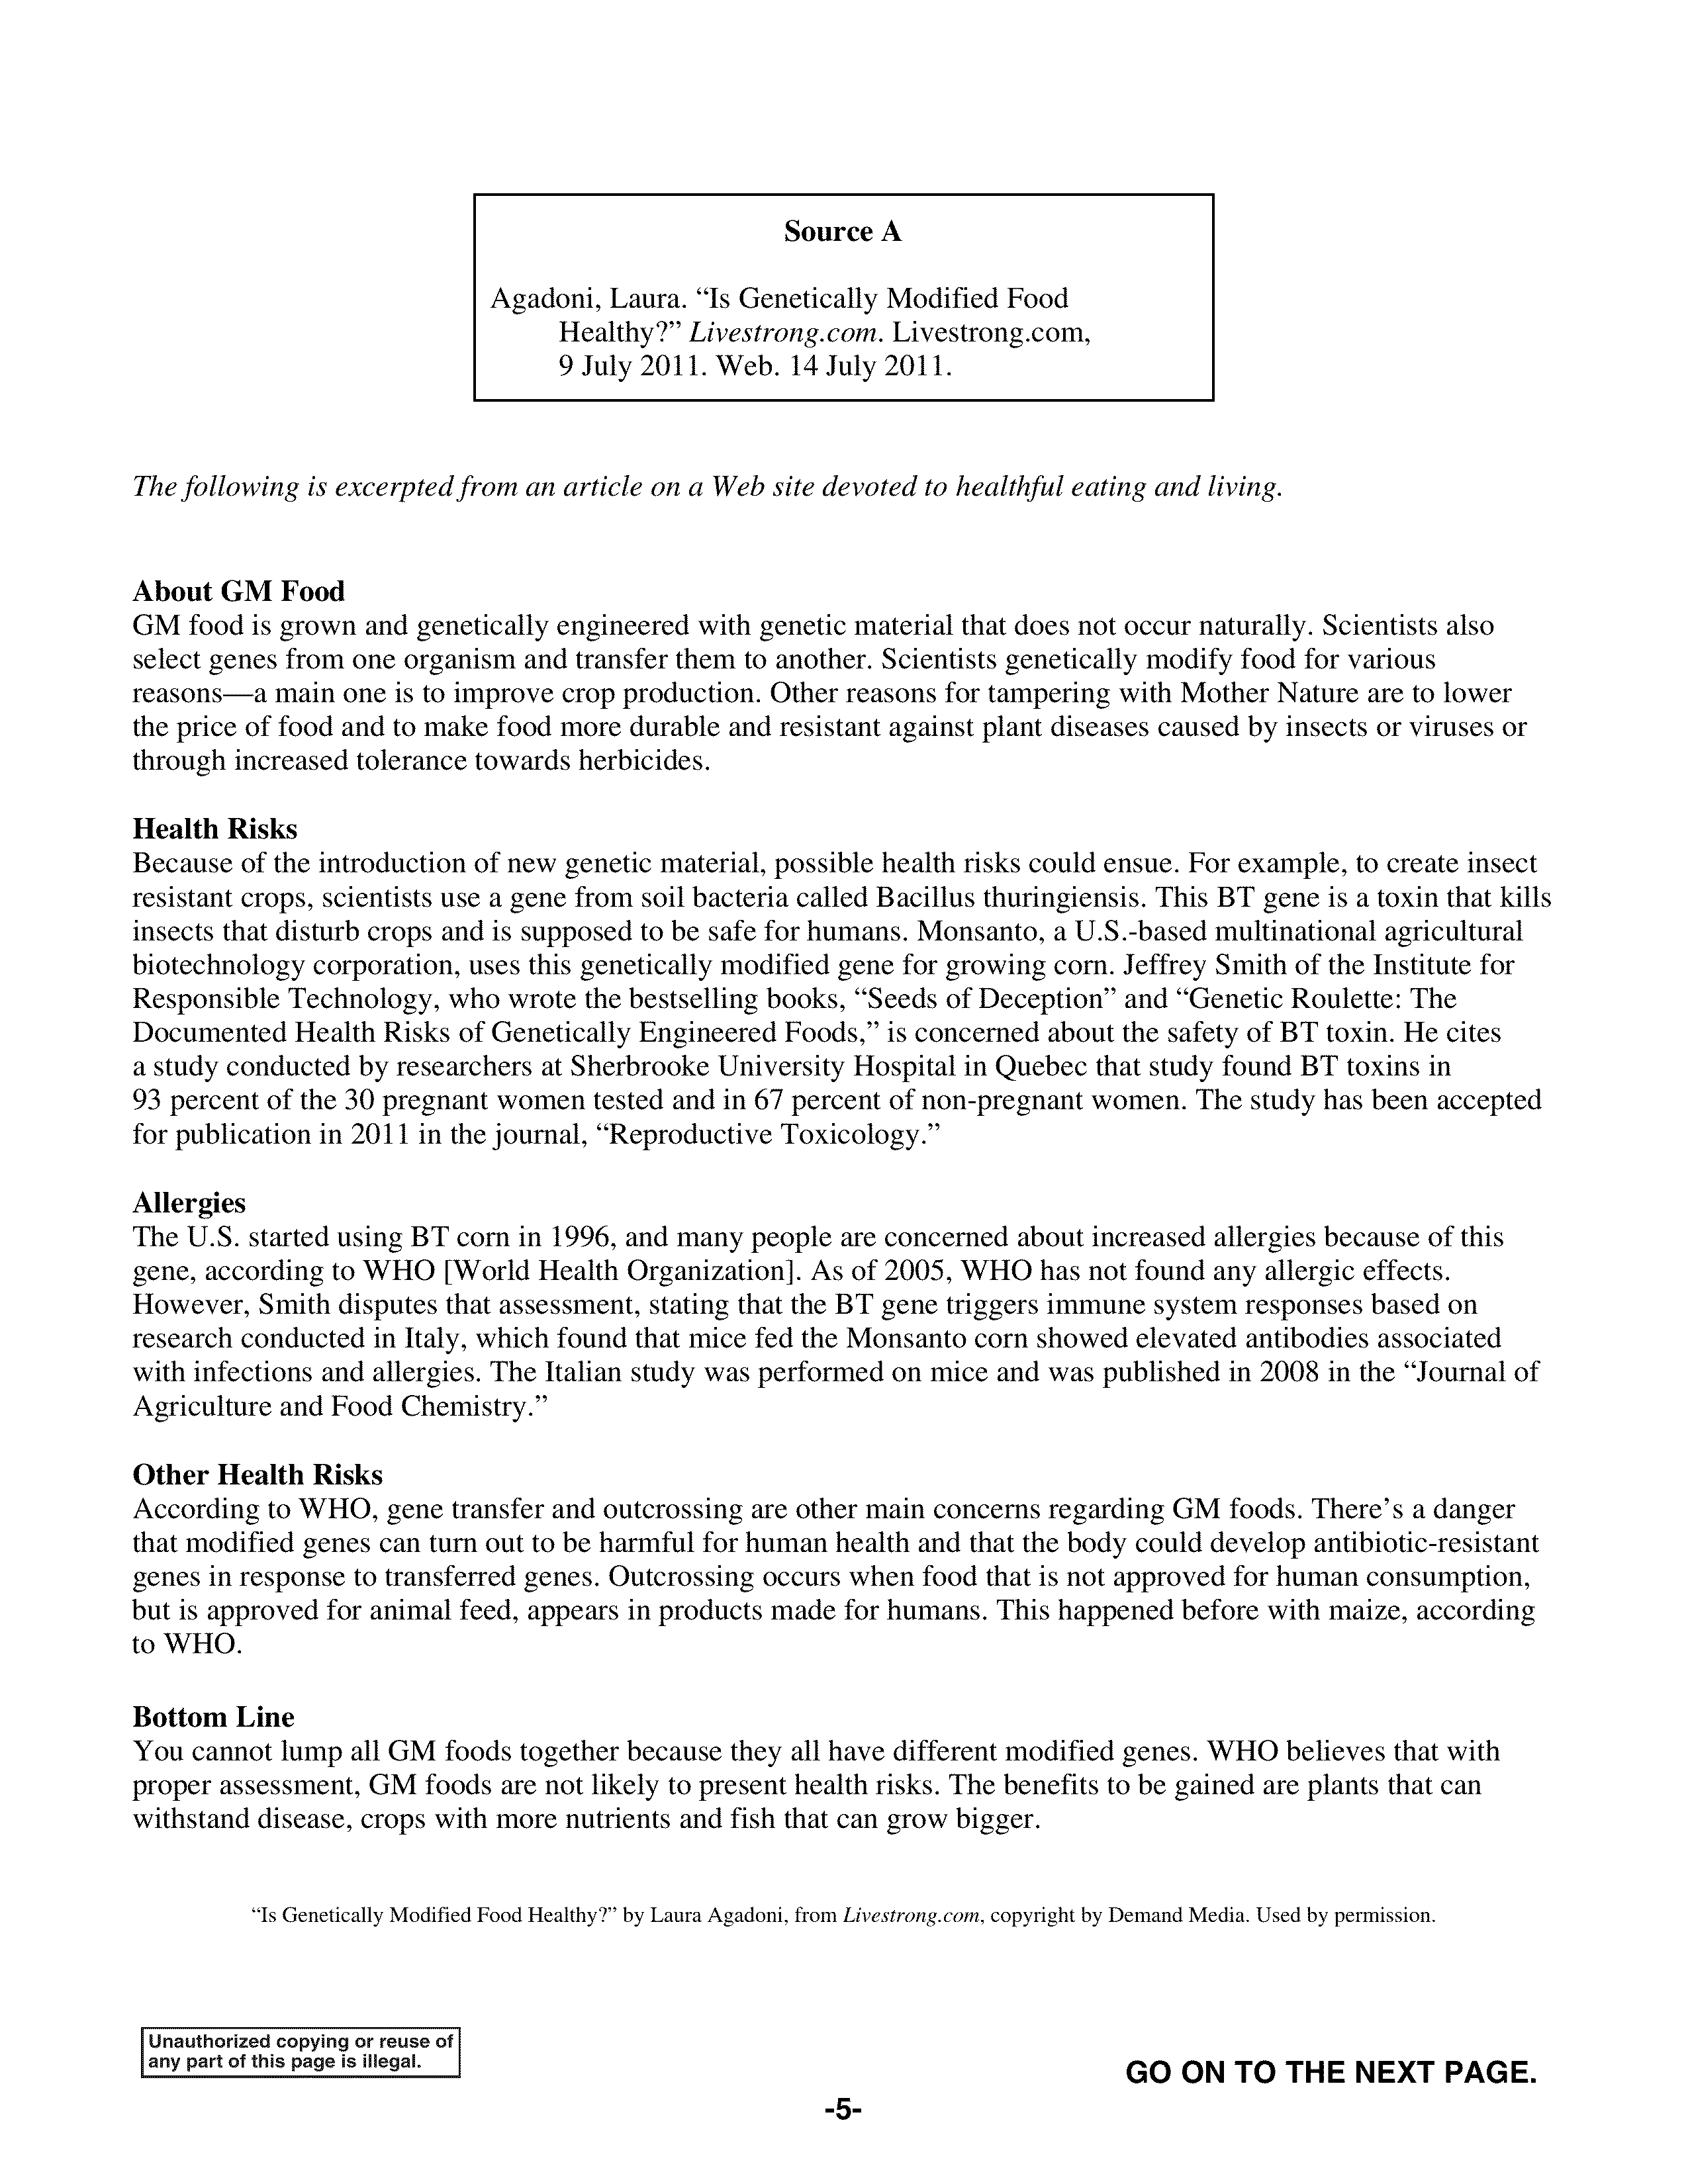 Source A
Agadoni, Laura. “Is Genetically Modified Food
Healthy?” Livestrong.com. Livestrong.com,
9 July 2011. Web. 14 July 2011.
The following is excerpted from an article on a Web site devoted to healthful eating and living.
About GM Food
GM food is grown and genetically engineered with genetic material that does not occur naturally. Scientists also
select genes from one organism and transfer them to another. Scientists genetically modify food for various
reasons—a main one is to improve crop production. Other reasons for tampering with Mother Nature are to lower
the price of food and to make food more durable and resistant against plant diseases caused by insects or viruses or
through increased tolerance towards herbicides.
Health Risks
Because of the introduction of new genetic material, possible health risks could ensue. For example, to create insect
resistant crops, scientists use a gene from soil bacteria called Bacillus thuringiensis. This BT gene is a toxin that kills
insects that disturb crops and is supposed to be safe for humans. Monsanto, a U.S.-based multinational agricultural
biotechnology corporation, uses this genetically modified gene for growing corn. Jeffrey Smith of the Institute for
Responsible Technology, who wrote the bestselling books, “Seeds of Deception” and “Genetic Roulette: The
Documented Health Risks of Genetically Engineered Foods,” is concerned about the safety of BT toxin. He cites
a study conducted by researchers at Sherbrooke University Hospital in Quebec that study found BT toxins in
93 percent of the 30 pregnant women tested and in 67 percent of non-pregnant women. The study has been accepted
for publication in 2011 in the journal, “Reproductive Toxicology.”
Allergies
The U.S. started using BT corn in 1996, and many people are concerned about increased allergies because of this
gene, according to WHO [World Health Organization]. As of 2005, WHO has not found any allergic effects.
However, Smith disputes that assessment, stating that the BT gene triggers immune system responses based on
research conducted in Italy, which found that mice fed the Monsanto corn showed elevated antibodies associated
with infections and allergies. The Italian study was performed on mice and was published in 2008 in the “Journal of
Agriculture and Food Chemistry.”
Other Health Risks
According to WHO, gene transfer and outcrossing are other main concerns regarding GM foods. There’s a danger
that modified genes can turn out to be harmful for human health and that the body could develop antibiotic-resistant
genes in response to transferred genes. Outcrossing occurs when food that is not approved for human consumption,
but is approved for animal feed, appears in products made for humans. This happened before with maize, according
to WHO.
Bottom Line
You cannot lump all GM foods together because they all have different modified genes. WHO believes that with
proper assessment, GM foods are not likely to present health risks. The benefits to be gained are plants that can
withstand disease, crops with more nutrients and fish that can grow bigger.
“Is Genetically Modified Food Healthy?” by Laura Agadoni, from Livestrong.com, copyright by Demand Media. Used by permission.
Unauthorized copying or reuse of
any part of this page is illegal.
GO ON TO THE NEXT PAGE.
-5-